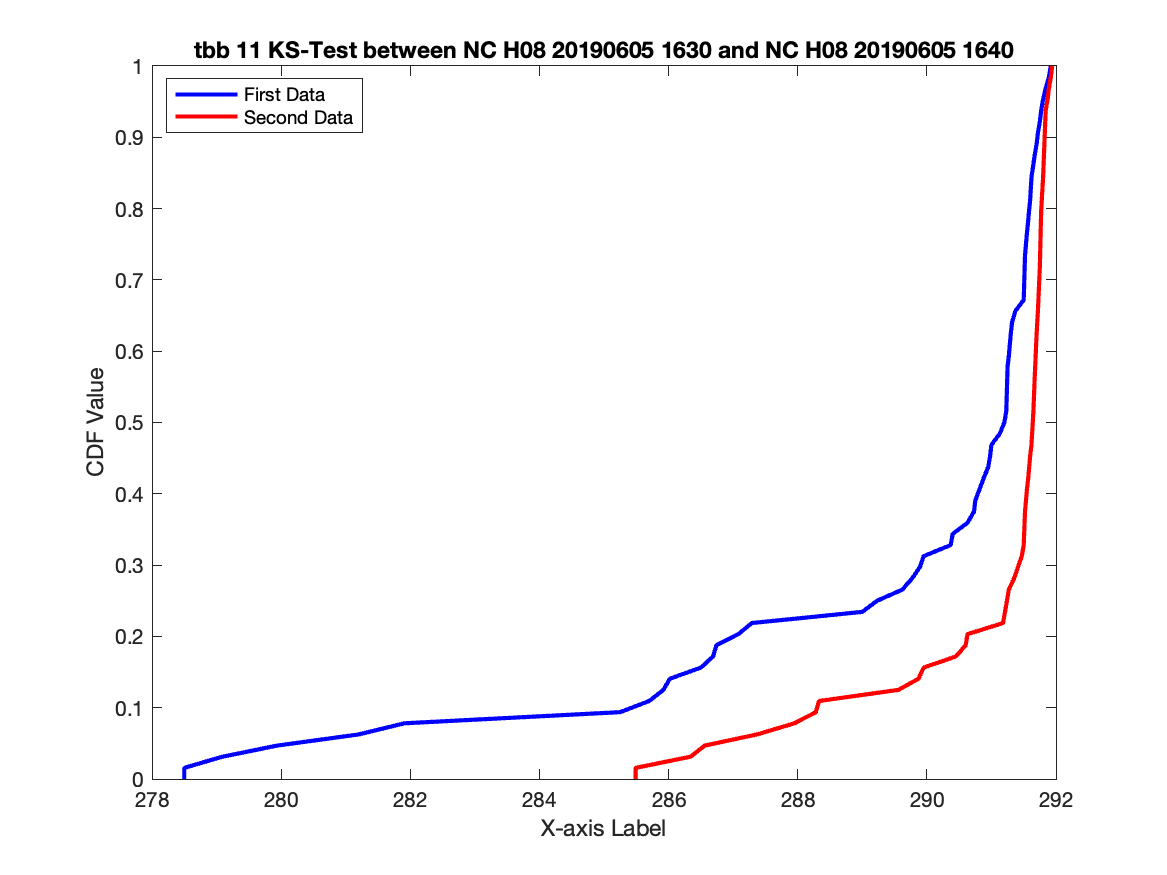 tbb 11 KS-Test between NC H08 20190605 1630 and NC H08 20190605 1640
First Data
Second Data
1
0.9
0.8
0.7
0.6
0.5
0.4
0.3
0.2
0.1
0
CDF Value
278 280 282 284 286 288 290 292
X-axis Label